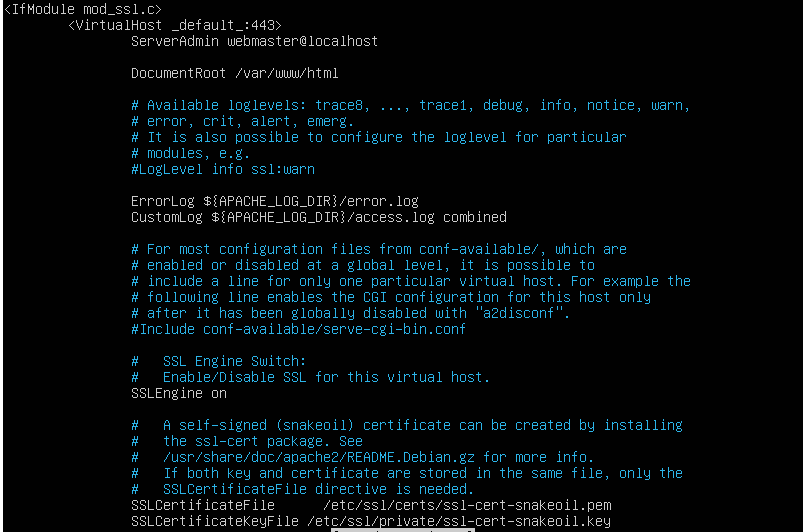 <IfModule mod_ssl.c>
<VirtualHost _default_:443>
ServerAdmin webmaster@localhost
DocumentRoot /var/www/html
# Available loglevels: trace8, ..., trace1, debug, info, notice, warn,
# error, crit, alert, emerg.
# It is also possible to configure the loglevel for particular
# modules, e.g.
#LogLevel info ssl:warn
ErrorLog ${APACHE_LOG_DIR}/error.log
CustomLog ${APACHE_LOG_DIR}/access.log combined
# For most configuration files from conf-available/, which are
# enabled or disabled at a global level, it is possible to
# include a line for only one particular virtual host. For example the
# following line enables the CGI configuration for this host only
# after it has been globally disabled with "a2disconf".
#Include conf-available/serve-cgi-bin.conf
#   SSL Engine Switch:
#   Enable/Disable SSL for this virtual host.
SSLEngine on
#   A self-signed (snakeoil) certificate can be created by installing
#   the ssl-cert package. See
#   /usr/share/doc/apache2/README.Debian.gz for more info.
#   If both key and certificate are stored in the same file, only the
#   SSLCertificateFile directive is needed.
SSLCertificateFile      /etc/ssl/certs/ssl-cert-snakeoil.pem
SSLCertificateKeyFile /etc/ssl/private/ssl-cert-snakeoil.key